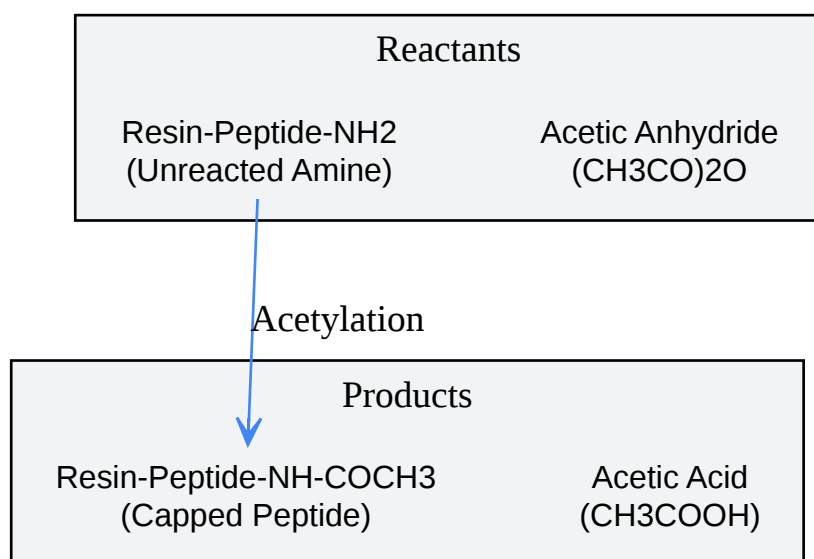 Reactants
Resin-Peptide-NH2
(Unreacted Amine)
Acetic Anhydride
(CH3CO)2O
Acetylation
Products
Resin-Peptide-NH-COCH3
(Capped Peptide)
Acetic Acid
(CH3COOH)